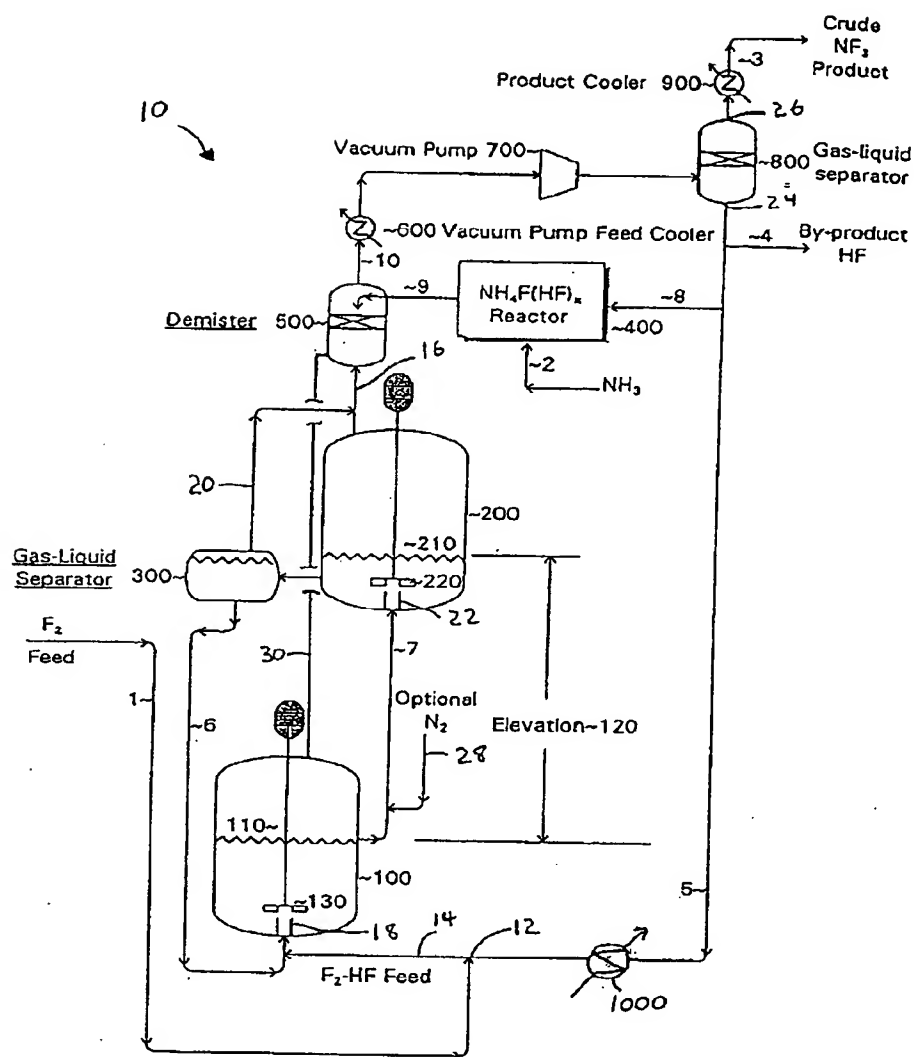 Crude
NF3
Product
~3
Product Cooler 900~
26
10
Vacuum Pump 700
~800 Gas-liquid
separator
24
~600 Vacuum Pump Feed Cooler
~4 By-product
HF
~10
~9
NH4F(HF)x
Reactor
~8
Demister 500~
~400
16
~2
NH3
20
~200
~210
Gas-Liquid
Separator
300~
~220
22
F2
Feed
30
~7
1~
Optional
N2
~6
Elevation~120
28
110~
~100
5~
~130
18
14
12
F2-HF Feed
1000